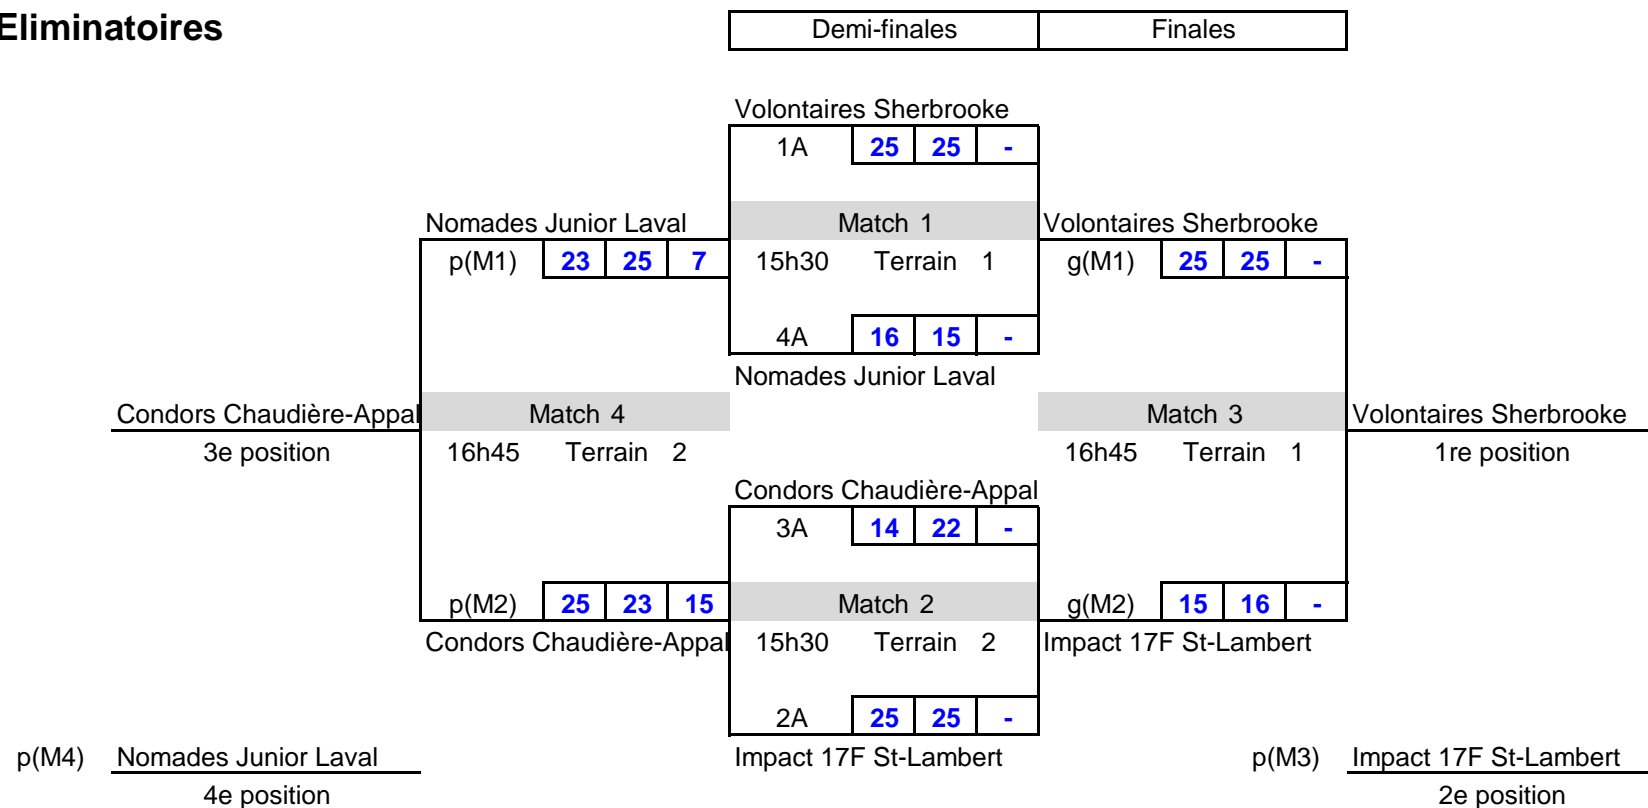 Eliminatoires
Demi-finales Finales
Volontaires Sherbrooke
1A 25 25 -
Nomades Junior Laval Match 1 Volontaires Sherbrooke
p(M1) 23 25 7 15h30 Terrain 1 g(M1) 25 25 -
4A 16 15 -
Nomades Junior Laval
Condors Chaudière-Appal Match 4 Match 3 Volontaires Sherbrooke
3e position 16h45 Terrain 2 16h45 Terrain 1 1re position
Condors Chaudière-Appal
3A 14 22 -
p(M2) 25 23 15 Match 2 g(M2) 15 16 -
Condors Chaudière-Appal 15h30 Terrain 2 Impact 17F St-Lambert
2A 25 25 -
p(M4) Nomades Junior Laval Impact 17F St-Lambert p(M3) Impact 17F St-Lambert
4e position 2e position